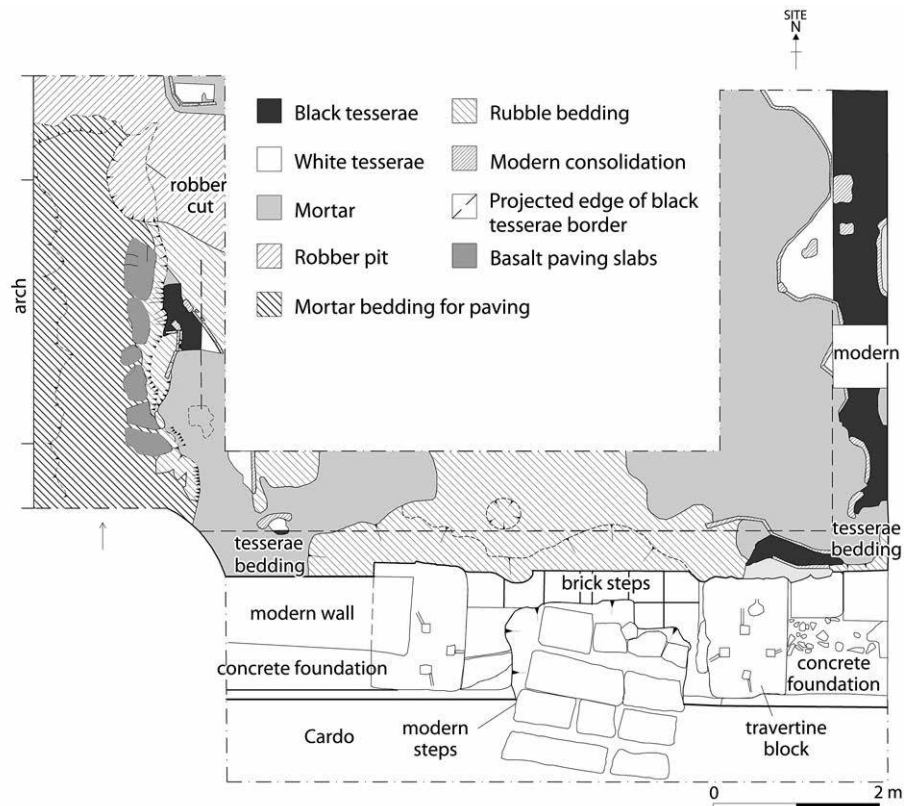 SITE
N
Black tesserae
White tesserae
Mortar
Robber pit
Mortar bedding for paving
Rubble bedding
Modern consolidation
Projected edge of black
tesserae border
Basalt paving slabs
robber
cut
arch
modern
tesserae
bedding
tesserae
bedding
brick steps
modern wall
concrete foundation
concrete
foundation
Cardo
modern
steps
travertine
block
0 2 m